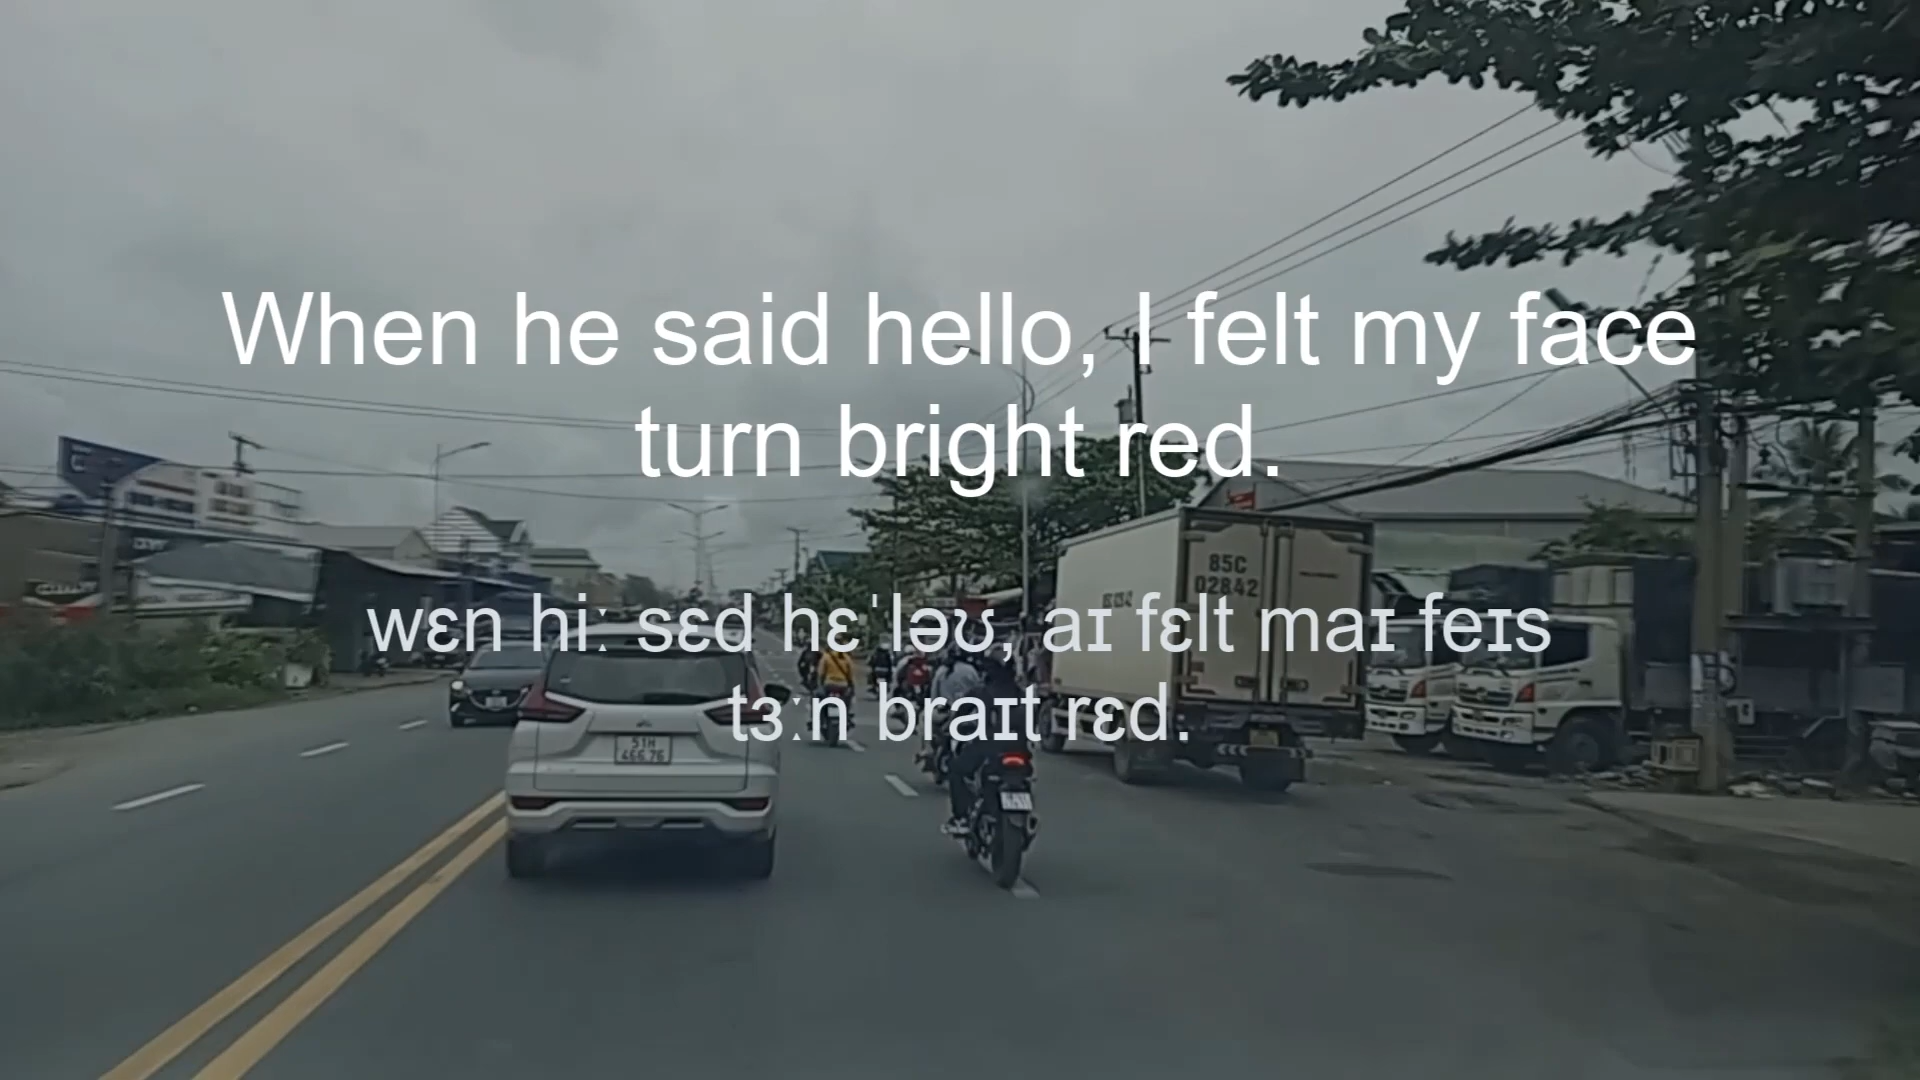 When he said hello, I felt my face
turn bright red.
wɛn hiː sɛd hɛˈləʊ, aɪ fɛlt maɪ feɪs
tɜːn braɪt rɛd.
85C
02842
51H
466.76